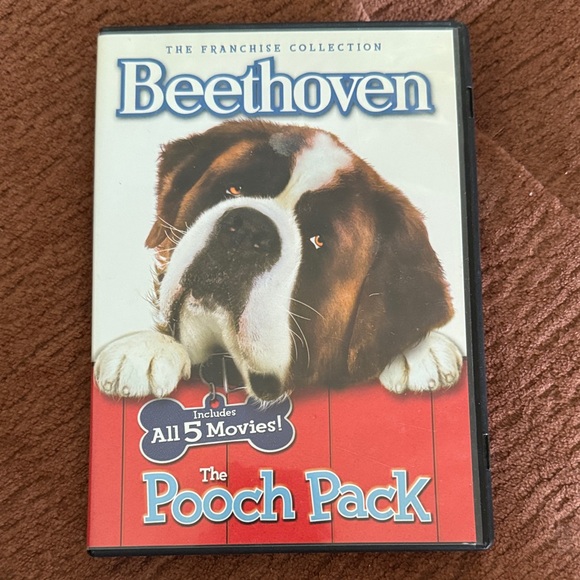 THE FRANCHISE COLLECTION
Beethoven
Includes
All 5 Movies!
The
Pooch Pack